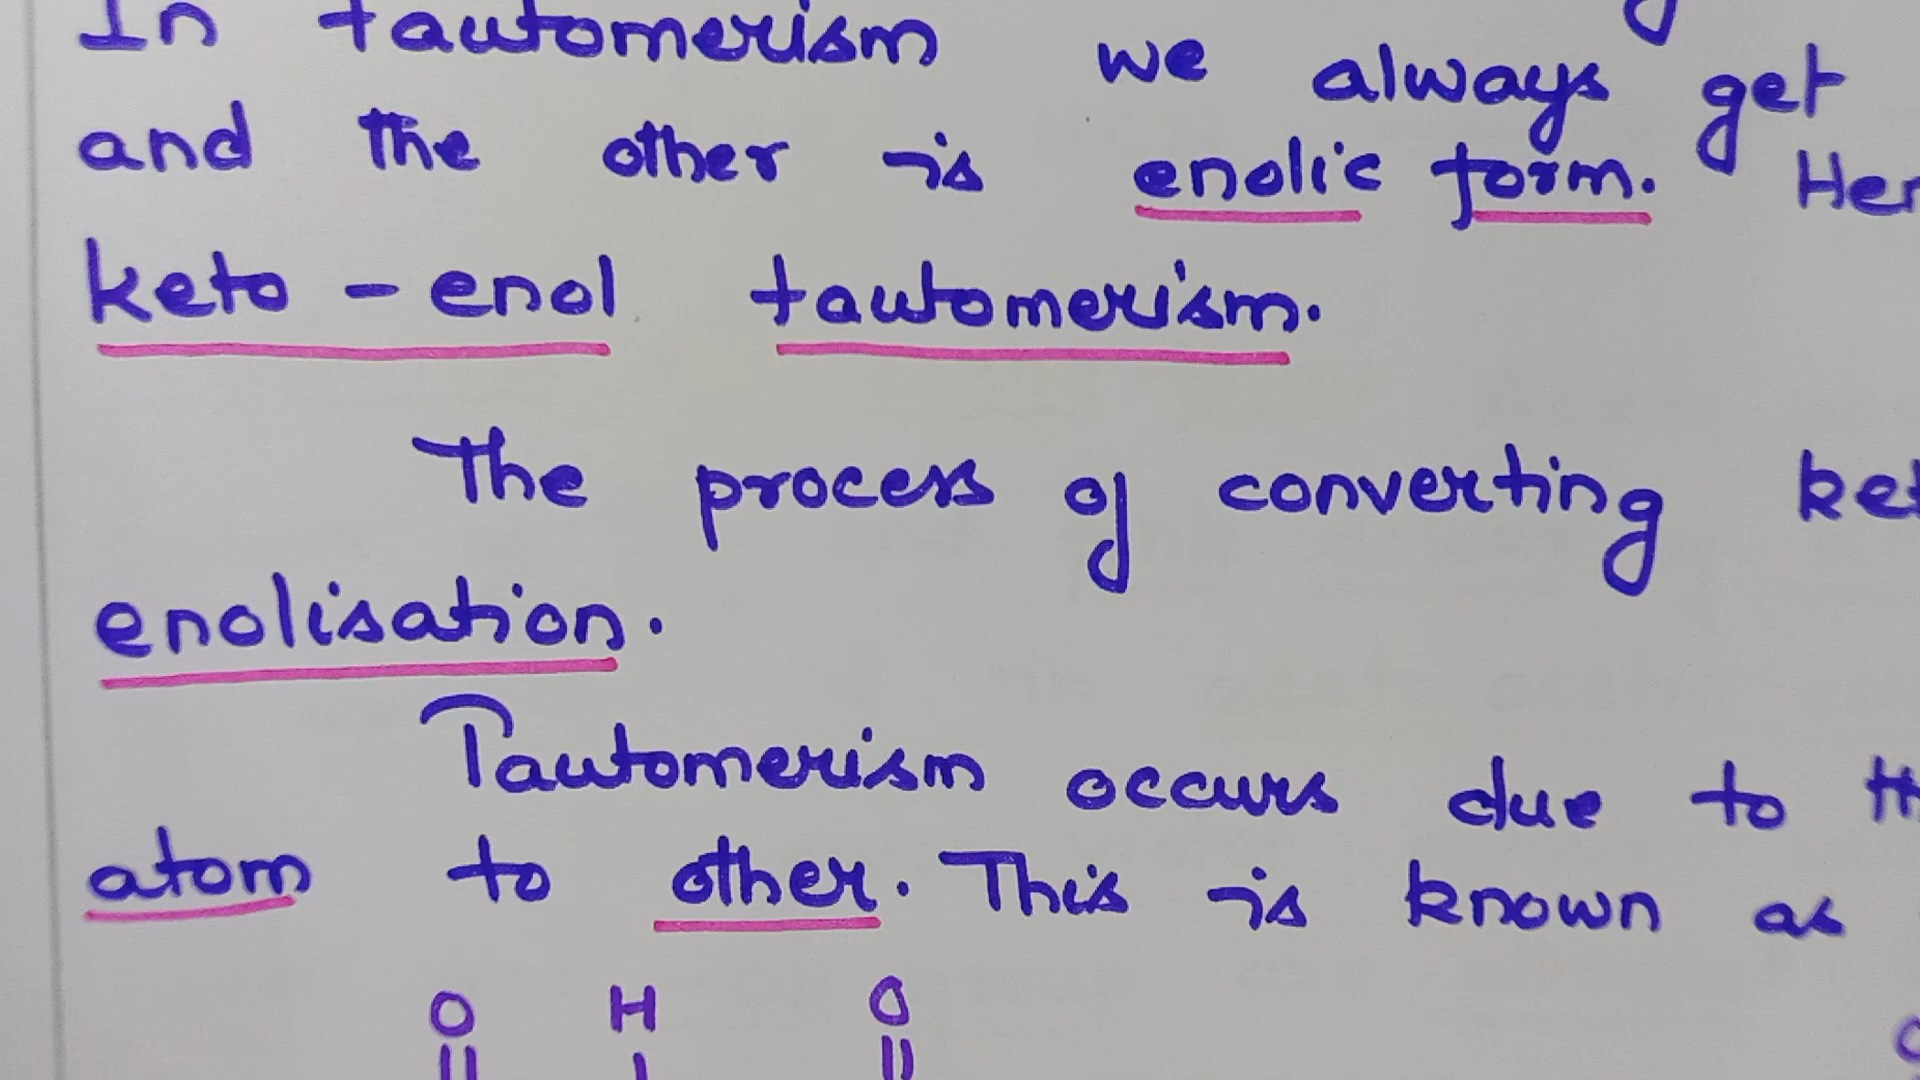 In tautomerism we always get
and the other is enolic form. Her
keto - enol tautomerism.
The process of converting ket
enolisation.
Tautomerism occurs due to th
atom to other. This is known as
O H O